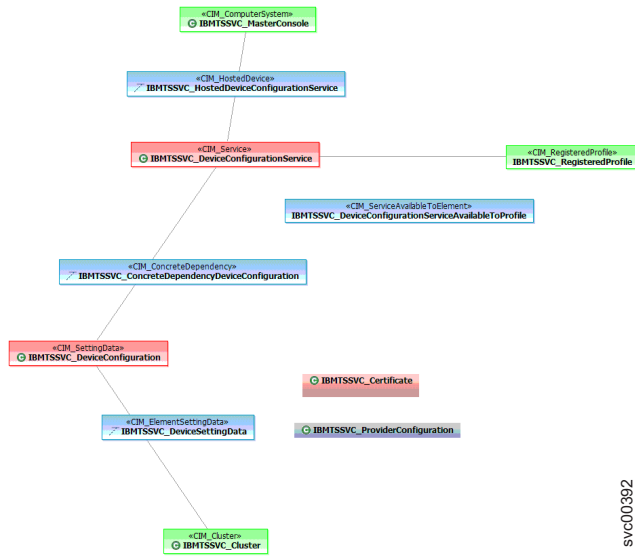 «CIM_ComputerSystem»
IBMTSSVC_MasterConsole
«CIM_HostedDevice»
IBMTSSVC_HostedDeviceConfigurationService
«CIM_Service»
IBMTSSVC_DeviceConfigurationService
«CIM_RegisteredProfile»
IBMTSSVC_RegisteredProfile
«CIM_ServiceAvailableToElement»
IBMTSSVC_DeviceConfigurationServiceAvailableToProfile
«CIM_ConcreteDependency»
IBMTSSVC_ConcreteDependencyDeviceConfiguration
«CIM_SettingData»
IBMTSSVC_DeviceConfiguration
IBMTSSVC_Certificate
«CIM_ElementSettingData»
IBMTSSVC_DeviceSettingData
IBMTSSVC_ProviderConfiguration
«CIM_Cluster»
IBMTSSVC_Cluster
svc00392